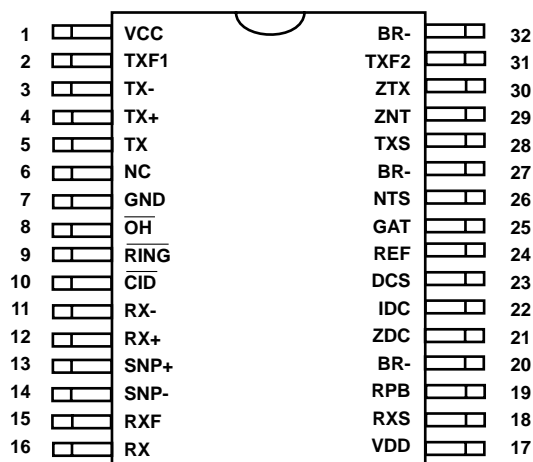 1 VCC BR- 32
2 TXF1 TXF2 31
3 TX- ZTX 30
4 TX+ ZNT 29
5 TX TXS 28
6 NC BR- 27
7 GND NTS 26
8 O̅H̅ GAT 25
9 R̅I̅N̅G̅ REF 24
10 C̅I̅D̅ DCS 23
11 RX- IDC 22
12 RX+ ZDC 21
13 SNP+ BR- 20
14 SNP- RPB 19
15 RXF RXS 18
16 RX VDD 17